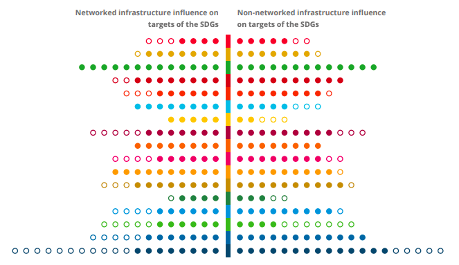 Networked infrastructure influence on
targets of the SDGs
Non-networked infrastructure influence
on targets of the SDGs